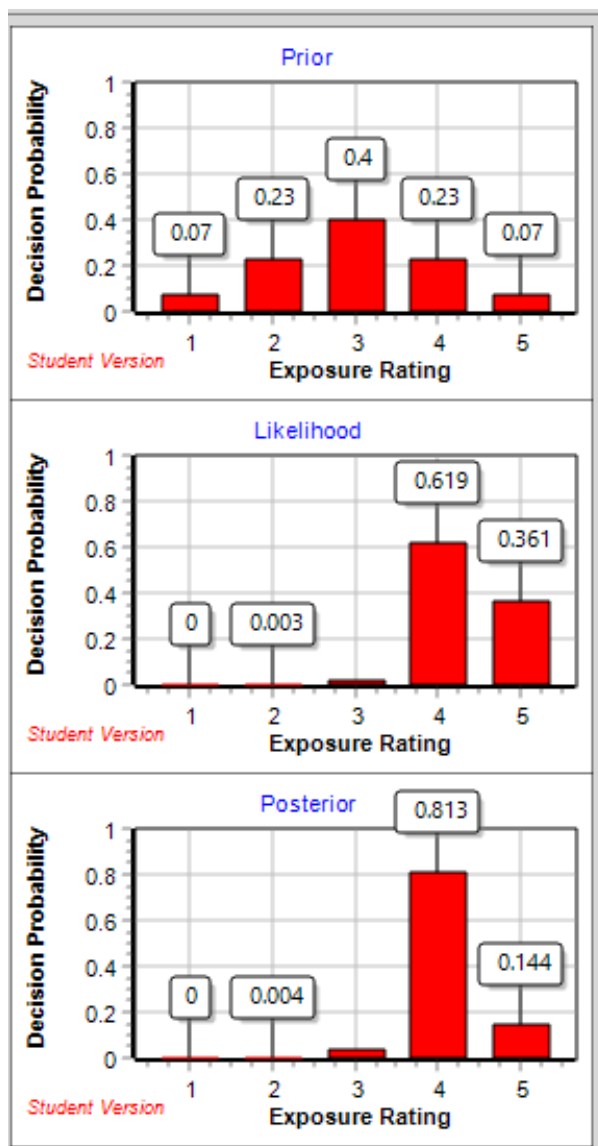 Prior
Decision Probability
1
0.8
0.6
0.4
0.2
0
0.07
0.23
0.4
0.23
0.07
1 2 3 4 5
Student Version
Exposure Rating
Likelihood
Decision Probability
1
0.8
0.6
0.4
0.2
0
0
0.003
0.619
0.361
1 2 3 4 5
Student Version
Exposure Rating
Posterior
Decision Probability
1
0.8
0.6
0.4
0.2
0
0
0.004
0.813
0.144
1 2 3 4 5
Student Version
Exposure Rating